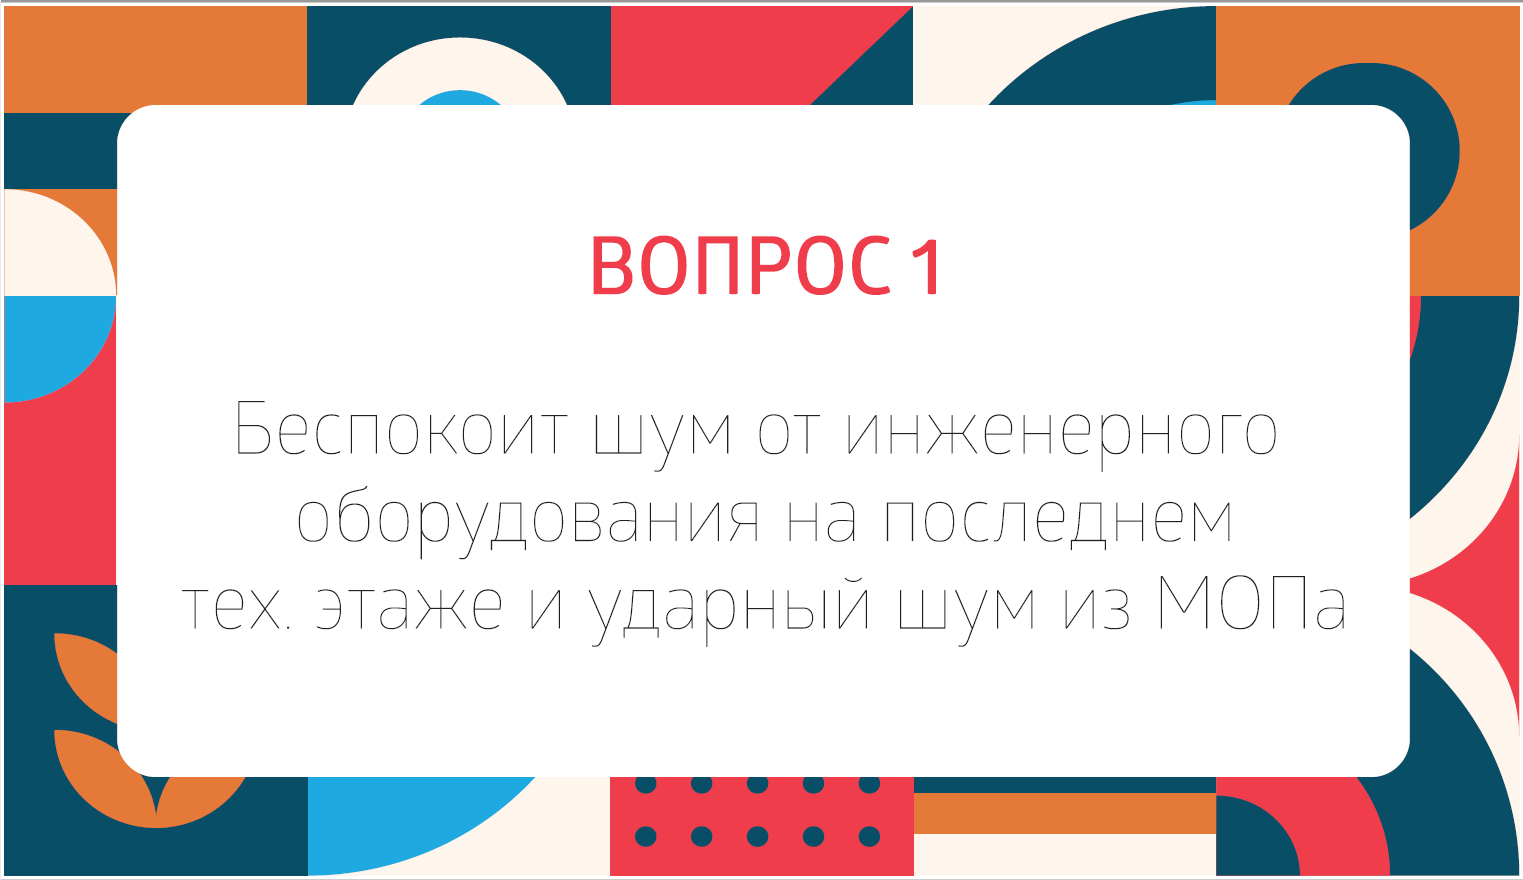 ВОПРОС 1
Беспокоит шум от инженерного
оборудования на последнем
тех. этаже и ударный шум из МОПа